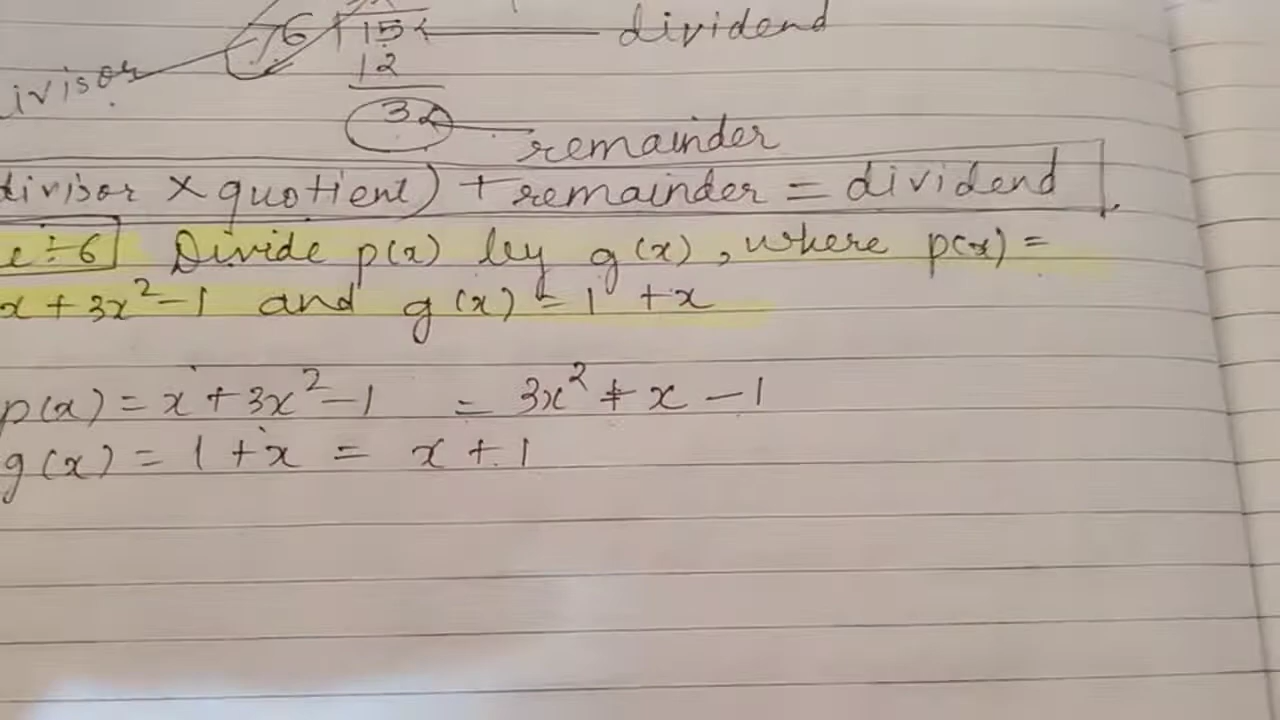 6 15 dividend
ivisor
12
3
remainder
divisor × quotient) + remainder = dividend
e ÷ 6 Divide p(x) by g(x), where p(x) =
x + 3x² - 1 and g(x) = 1 + x
p(x) = x + 3x² - 1 = 3x² + x - 1
g(x) = 1 + x = x + 1